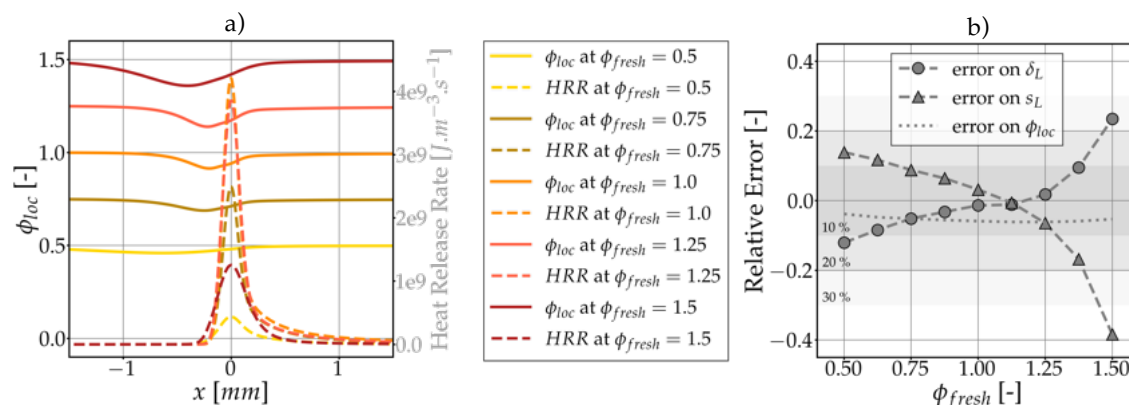 a)
1.5
1.0
0.5
0.0
ϕloc [-]
−1
0
1
x [mm]
4e9
3e9
2e9
1e9
0.0
Heat Release Rate [J.m⁻³.s⁻¹]
ϕloc at ϕfresh = 0.5
HRR at ϕfresh = 0.5
ϕloc at ϕfresh = 0.75
HRR at ϕfresh = 0.75
ϕloc at ϕfresh = 1.0
HRR at ϕfresh = 1.0
ϕloc at ϕfresh = 1.25
HRR at ϕfresh = 1.25
ϕloc at ϕfresh = 1.5
HRR at ϕfresh = 1.5
b)
0.4
0.2
0.0
−0.2
−0.4
Relative Error [-]
error on δL
error on sL
error on ϕloc
10 %
20 %
30 %
0.50
0.75
1.00
1.25
1.50
ϕfresh [-]